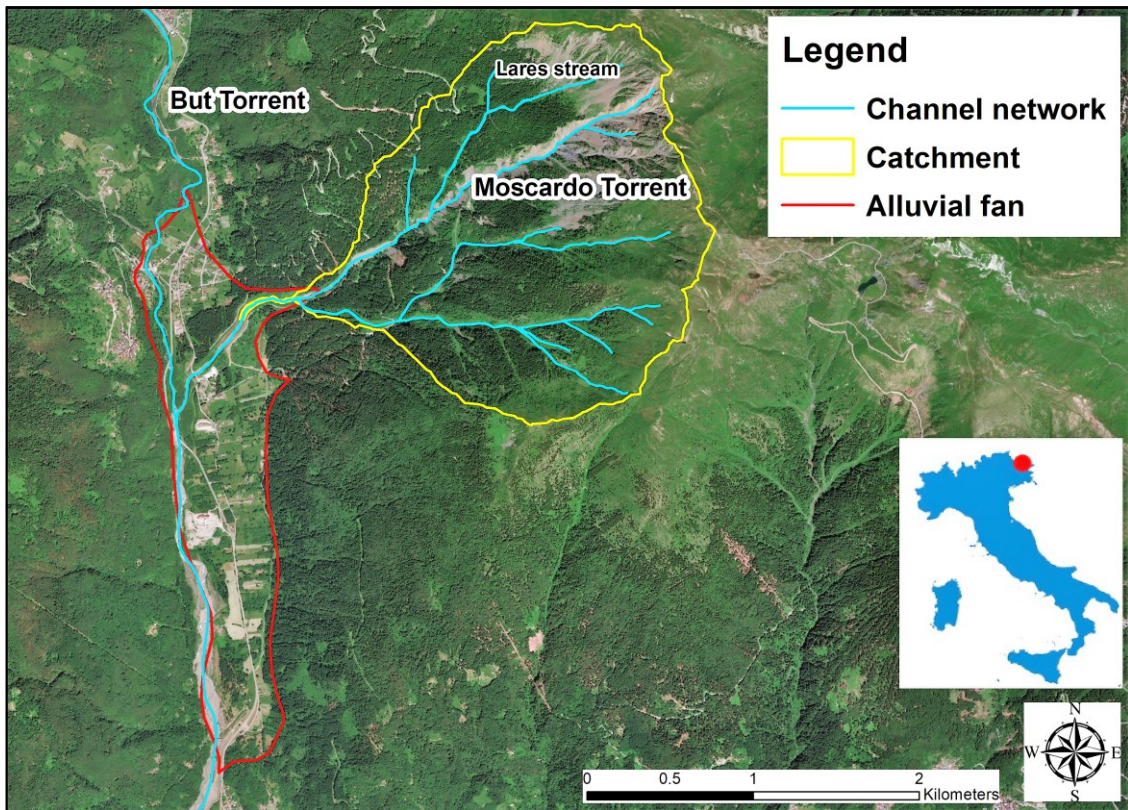 Legend
Channel network
Catchment
Alluvial fan
Lares stream
But Torrent
Moscardo Torrent
N
W E
S
0 0.5 1 2
Kilometers